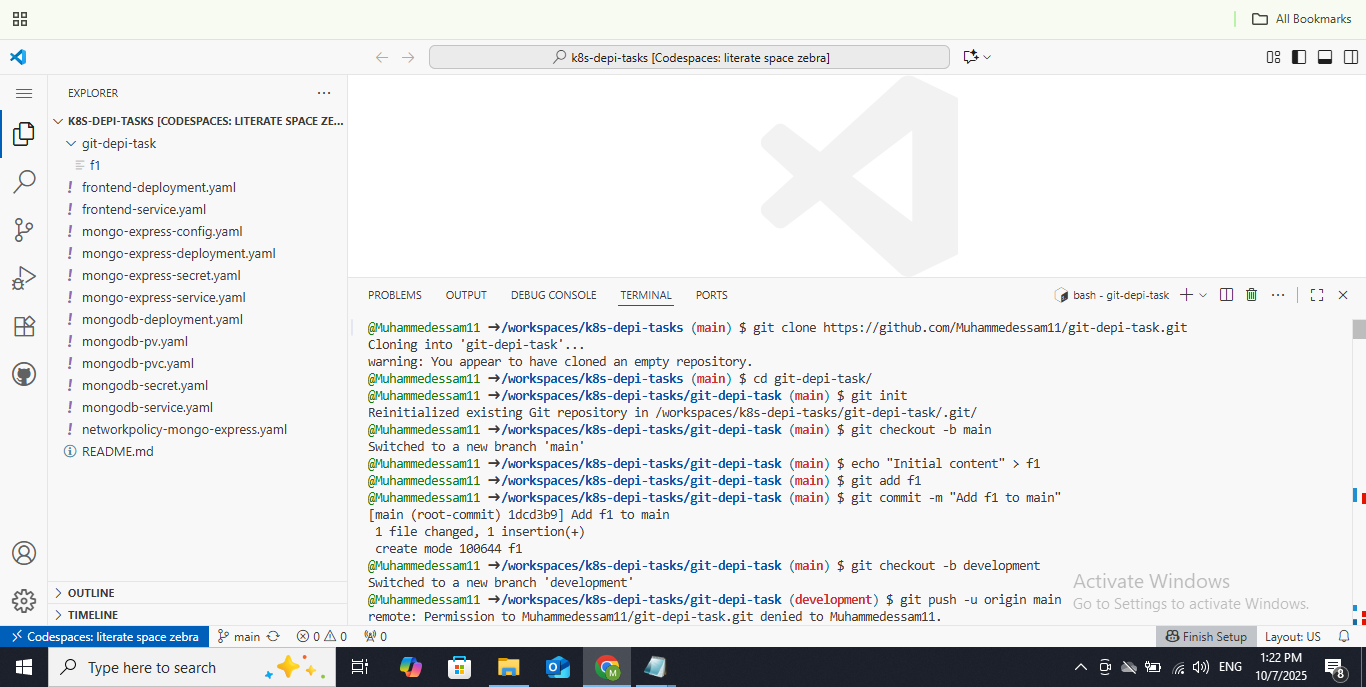 All Bookmarks
k8s-depi-tasks [Codespaces: literate space zebra]
EXPLORER
K8S-DEPI-TASKS [CODESPACES: LITERATE SPACE ZE...
git-depi-task
f1
frontend-deployment.yaml
frontend-service.yaml
mongo-express-config.yaml
mongo-express-deployment.yaml
mongo-express-secret.yaml
mongo-express-service.yaml
mongodb-deployment.yaml
mongodb-pv.yaml
mongodb-pvc.yaml
mongodb-secret.yaml
mongodb-service.yaml
networkpolicy-mongo-express.yaml
README.md
OUTLINE
TIMELINE
PROBLEMS OUTPUT DEBUG CONSOLE TERMINAL PORTS
bash - git-depi-task
@Muhammedessam11 ➜/workspaces/k8s-depi-tasks (main) $ git clone https://github.com/Muhammedessam11/git-depi-task.git
Cloning into 'git-depi-task'...
warning: You appear to have cloned an empty repository.
@Muhammedessam11 ➜/workspaces/k8s-depi-tasks (main) $ cd git-depi-task/
@Muhammedessam11 ➜/workspaces/k8s-depi-tasks/git-depi-task (main) $ git init
Reinitialized existing Git repository in /workspaces/k8s-depi-tasks/git-depi-task/.git/
@Muhammedessam11 ➜/workspaces/k8s-depi-tasks/git-depi-task (main) $ git checkout -b main
Switched to a new branch 'main'
@Muhammedessam11 ➜/workspaces/k8s-depi-tasks/git-depi-task (main) $ echo "Initial content" > f1
@Muhammedessam11 ➜/workspaces/k8s-depi-tasks/git-depi-task (main) $ git add f1
@Muhammedessam11 ➜/workspaces/k8s-depi-tasks/git-depi-task (main) $ git commit -m "Add f1 to main"
[main (root-commit) 1dcd3b9] Add f1 to main
1 file changed, 1 insertion(+)
create mode 100644 f1
@Muhammedessam11 ➜/workspaces/k8s-depi-tasks/git-depi-task (main) $ git checkout -b development
Switched to a new branch 'development'
@Muhammedessam11 ➜/workspaces/k8s-depi-tasks/git-depi-task (development) $ git push -u origin main
remote: Permission to Muhammedessam11/git-depi-task.git denied to Muhammedessam11.
Activate Windows
Go to Settings to activate Windows.
Codespaces: literate space zebra main 0 0 0 Finish Setup Layout: US
Type here to search
ENG
1:22 PM
10/7/2025
8